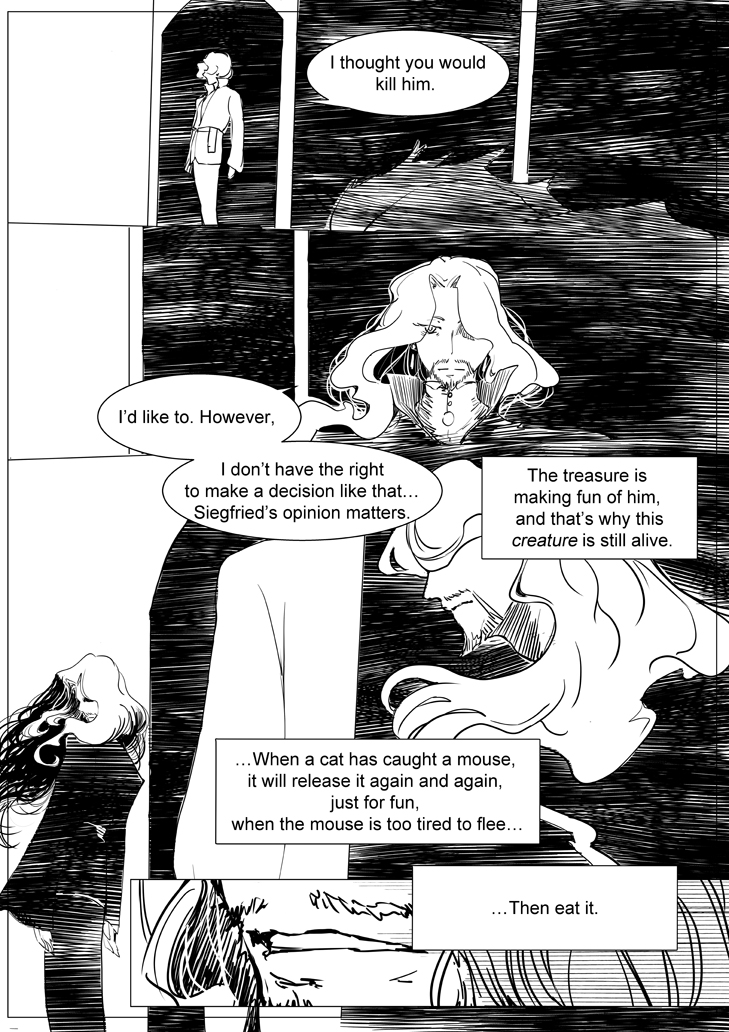 I thought you would
kill him.
I'd like to. However,
I don't have the right
to make a decision like that...
Siegfried's opinion matters.
The treasure is
making fun of him,
and that's why this
creature is still alive.
...When a cat has caught a mouse,
it will release it again and again,
just for fun,
when the mouse is too tired to flee...
...Then eat it.